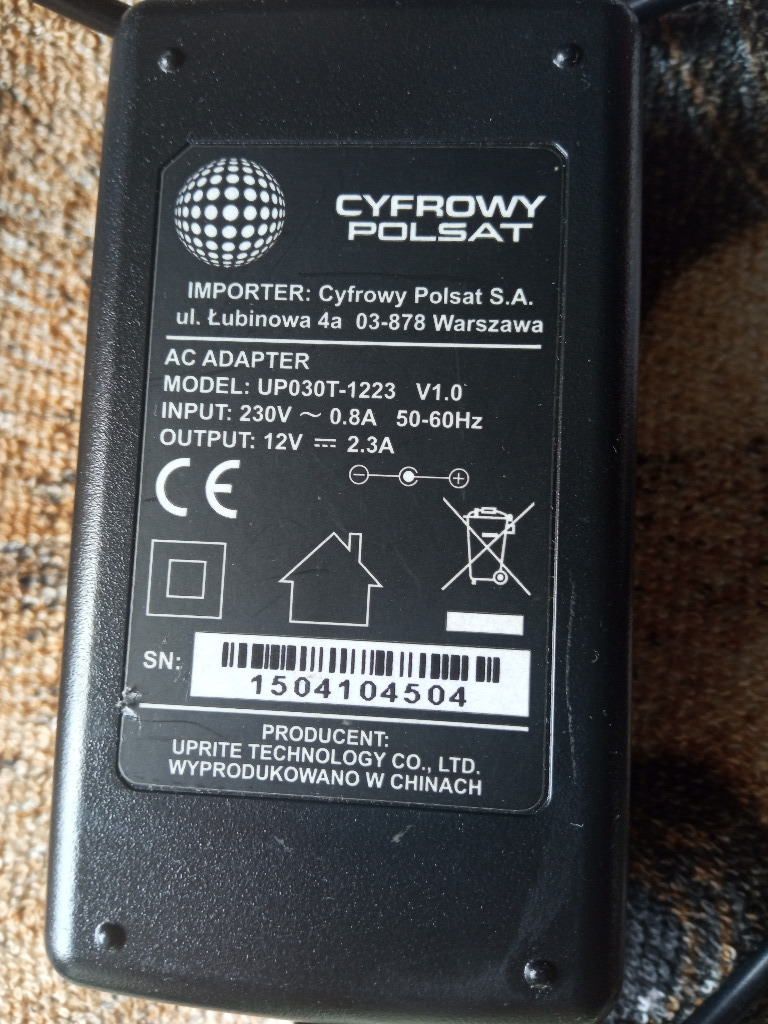 CYFROWY
POLSAT
IMPORTER: Cyfrowy Polsat S.A.
ul. Łubinowa 4a 03-878 Warszawa
AC ADAPTER
MODEL: UP030T-1223 V1.0
INPUT: 230V ~ 0.8A 50-60Hz
OUTPUT: 12V ⎓ 2.3A
CE
SN: 1504104504
PRODUCENT:
UPRITE TECHNOLOGY CO., LTD.
WYPRODUKOWANO W CHINACH